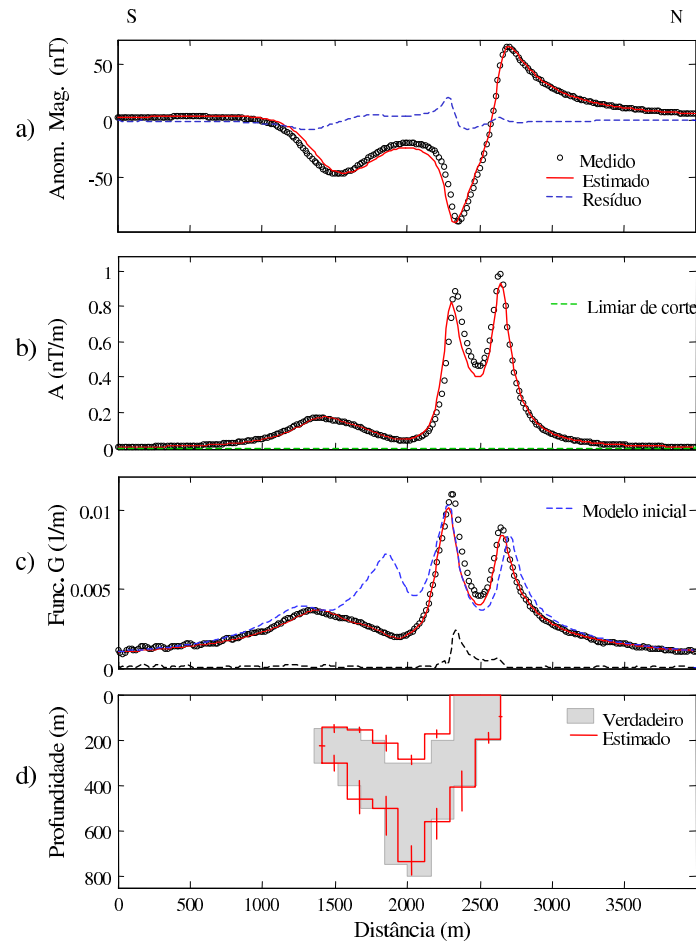 S N
a)
Anom. Mag. (nT)
50
0
-50
Medido
Estimado
Resíduo
b)
A (nT/m)
1
0.8
0.6
0.4
0.2
0
Limiar de corte
c)
Func. G (1/m)
0.01
0.005
0
Modelo inicial
d)
Profundidade (m)
0
200
400
600
800
Verdadeiro
Estimado
0 500 1000 1500 2000 2500 3000 3500
Distância (m)